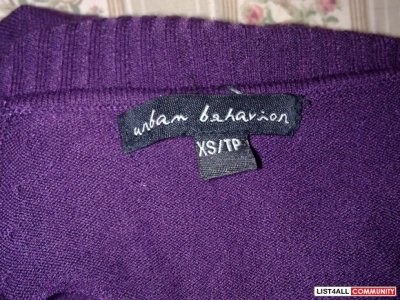 urban behavior
XS/TP
LIST4ALL COMMUNITY